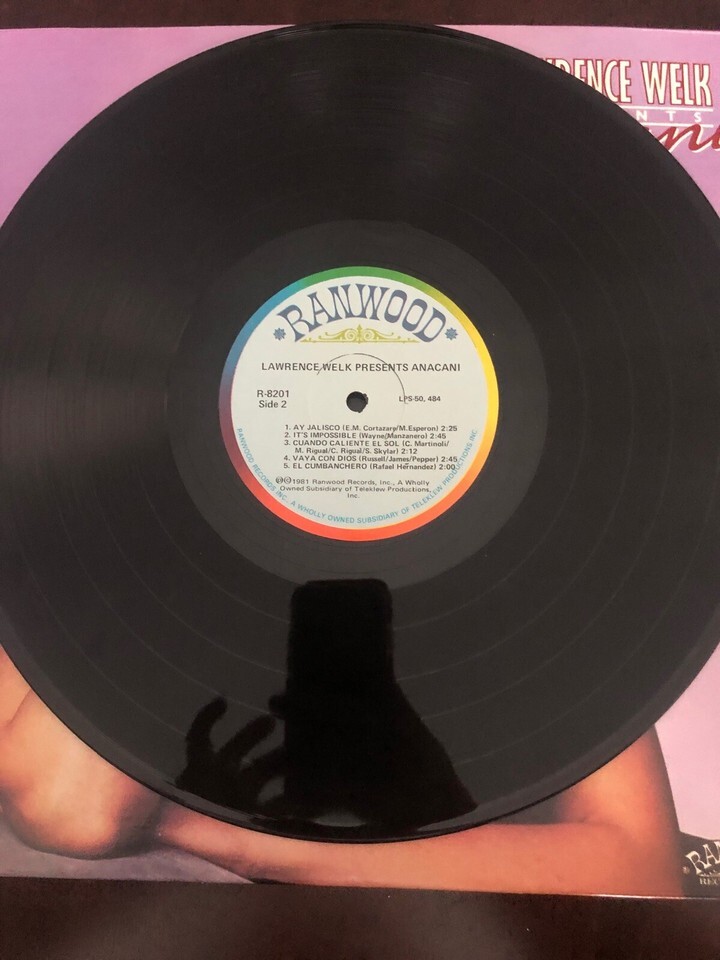 RENCE WELK
NTS
RANWOOD
LAWRENCE WELK PRESENTS ANACANI
R-8201
Side 2
LPS-50, 484
1. AY JALISCO (E.M. Cortazare/M.Esperon) 2:25
2. IT'S IMPOSSIBLE (Wayne/Manzanero) 2:45
3. CUANDO CALIENTE EL SOL (C. Martinoli/
M. Rigual/C. Rigual/S. Skylar) 2:12
4. VAYA CON DIOS (Russell/James/Pepper) 2:45
5. EL CUMBANCHERO (Rafael Hernandez) 2:00
℗©1981 Ranwood Records, Inc., A Wholly
Owned Subsidiary of Teleklew Productions,
Inc.
RANWOOD RECORDS INC. A WHOLLY OWNED SUBSIDIARY OF TELEKLEW PRODUCTIONS INC.
RA
REC